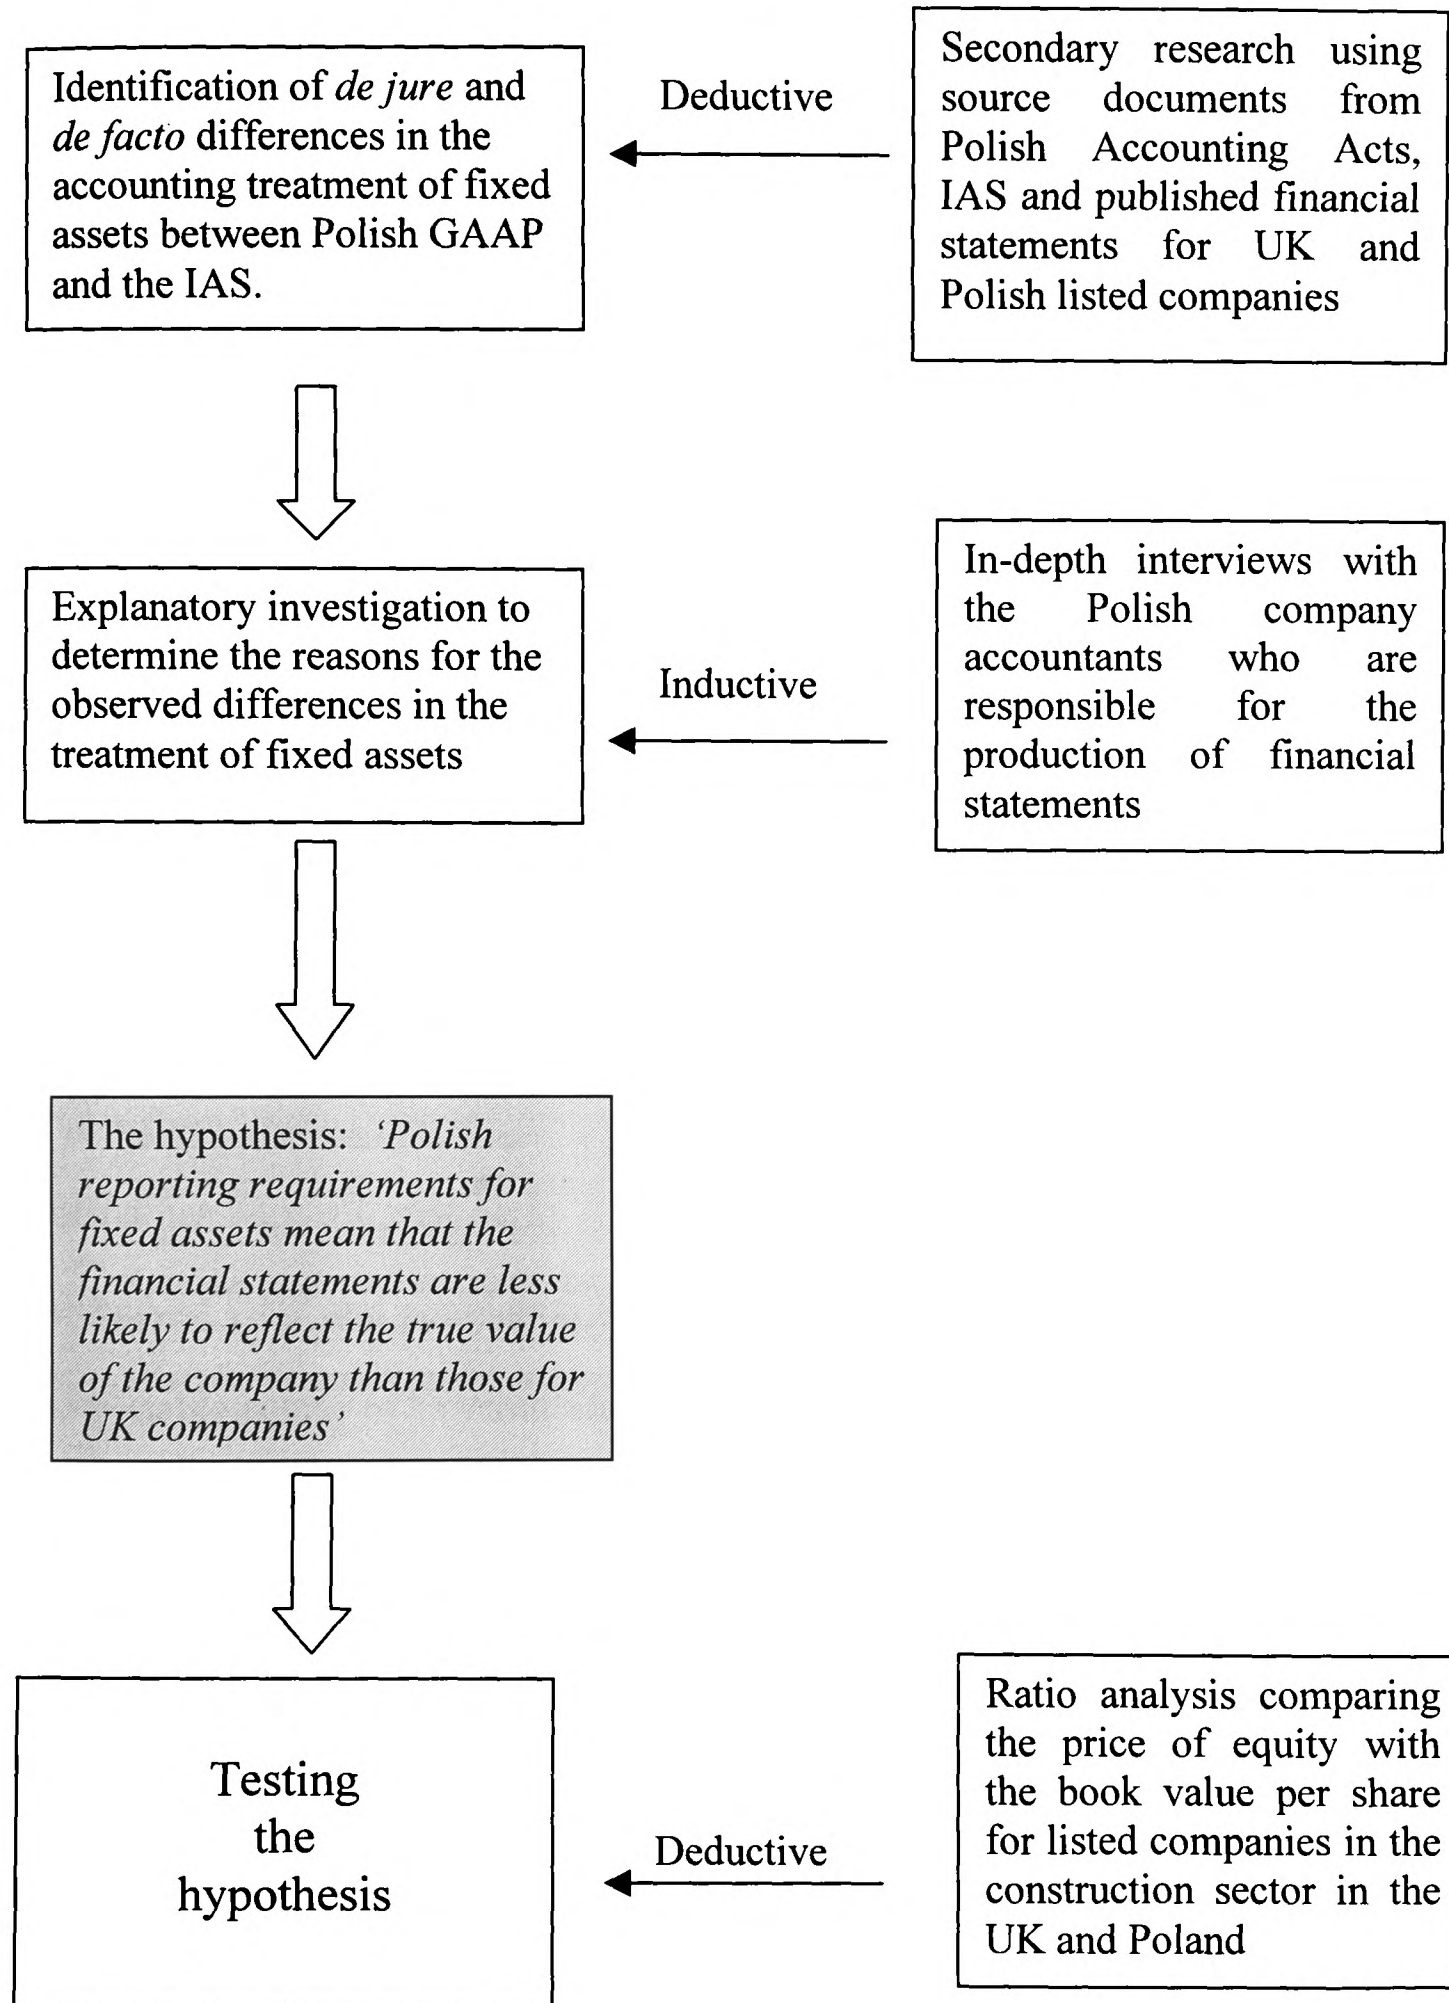 Identification of de jure and
de facto differences in the
accounting treatment of fixed
assets between Polish GAAP
and the IAS.
Deductive
Secondary research using
source documents from
Polish Accounting Acts,
IAS and published financial
statements for UK and
Polish listed companies
Explanatory investigation to
determine the reasons for the
observed differences in the
treatment of fixed assets
Inductive
In-depth interviews with
the Polish company
accountants who are
responsible for the
production of financial
statements
The hypothesis: ‘Polish
reporting requirements for
fixed assets mean that the
financial statements are less
likely to reflect the true value
of the company than those for
UK companies’
Testing
the
hypothesis
Deductive
Ratio analysis comparing
the price of equity with
the book value per share
for listed companies in the
construction sector in the
UK and Poland